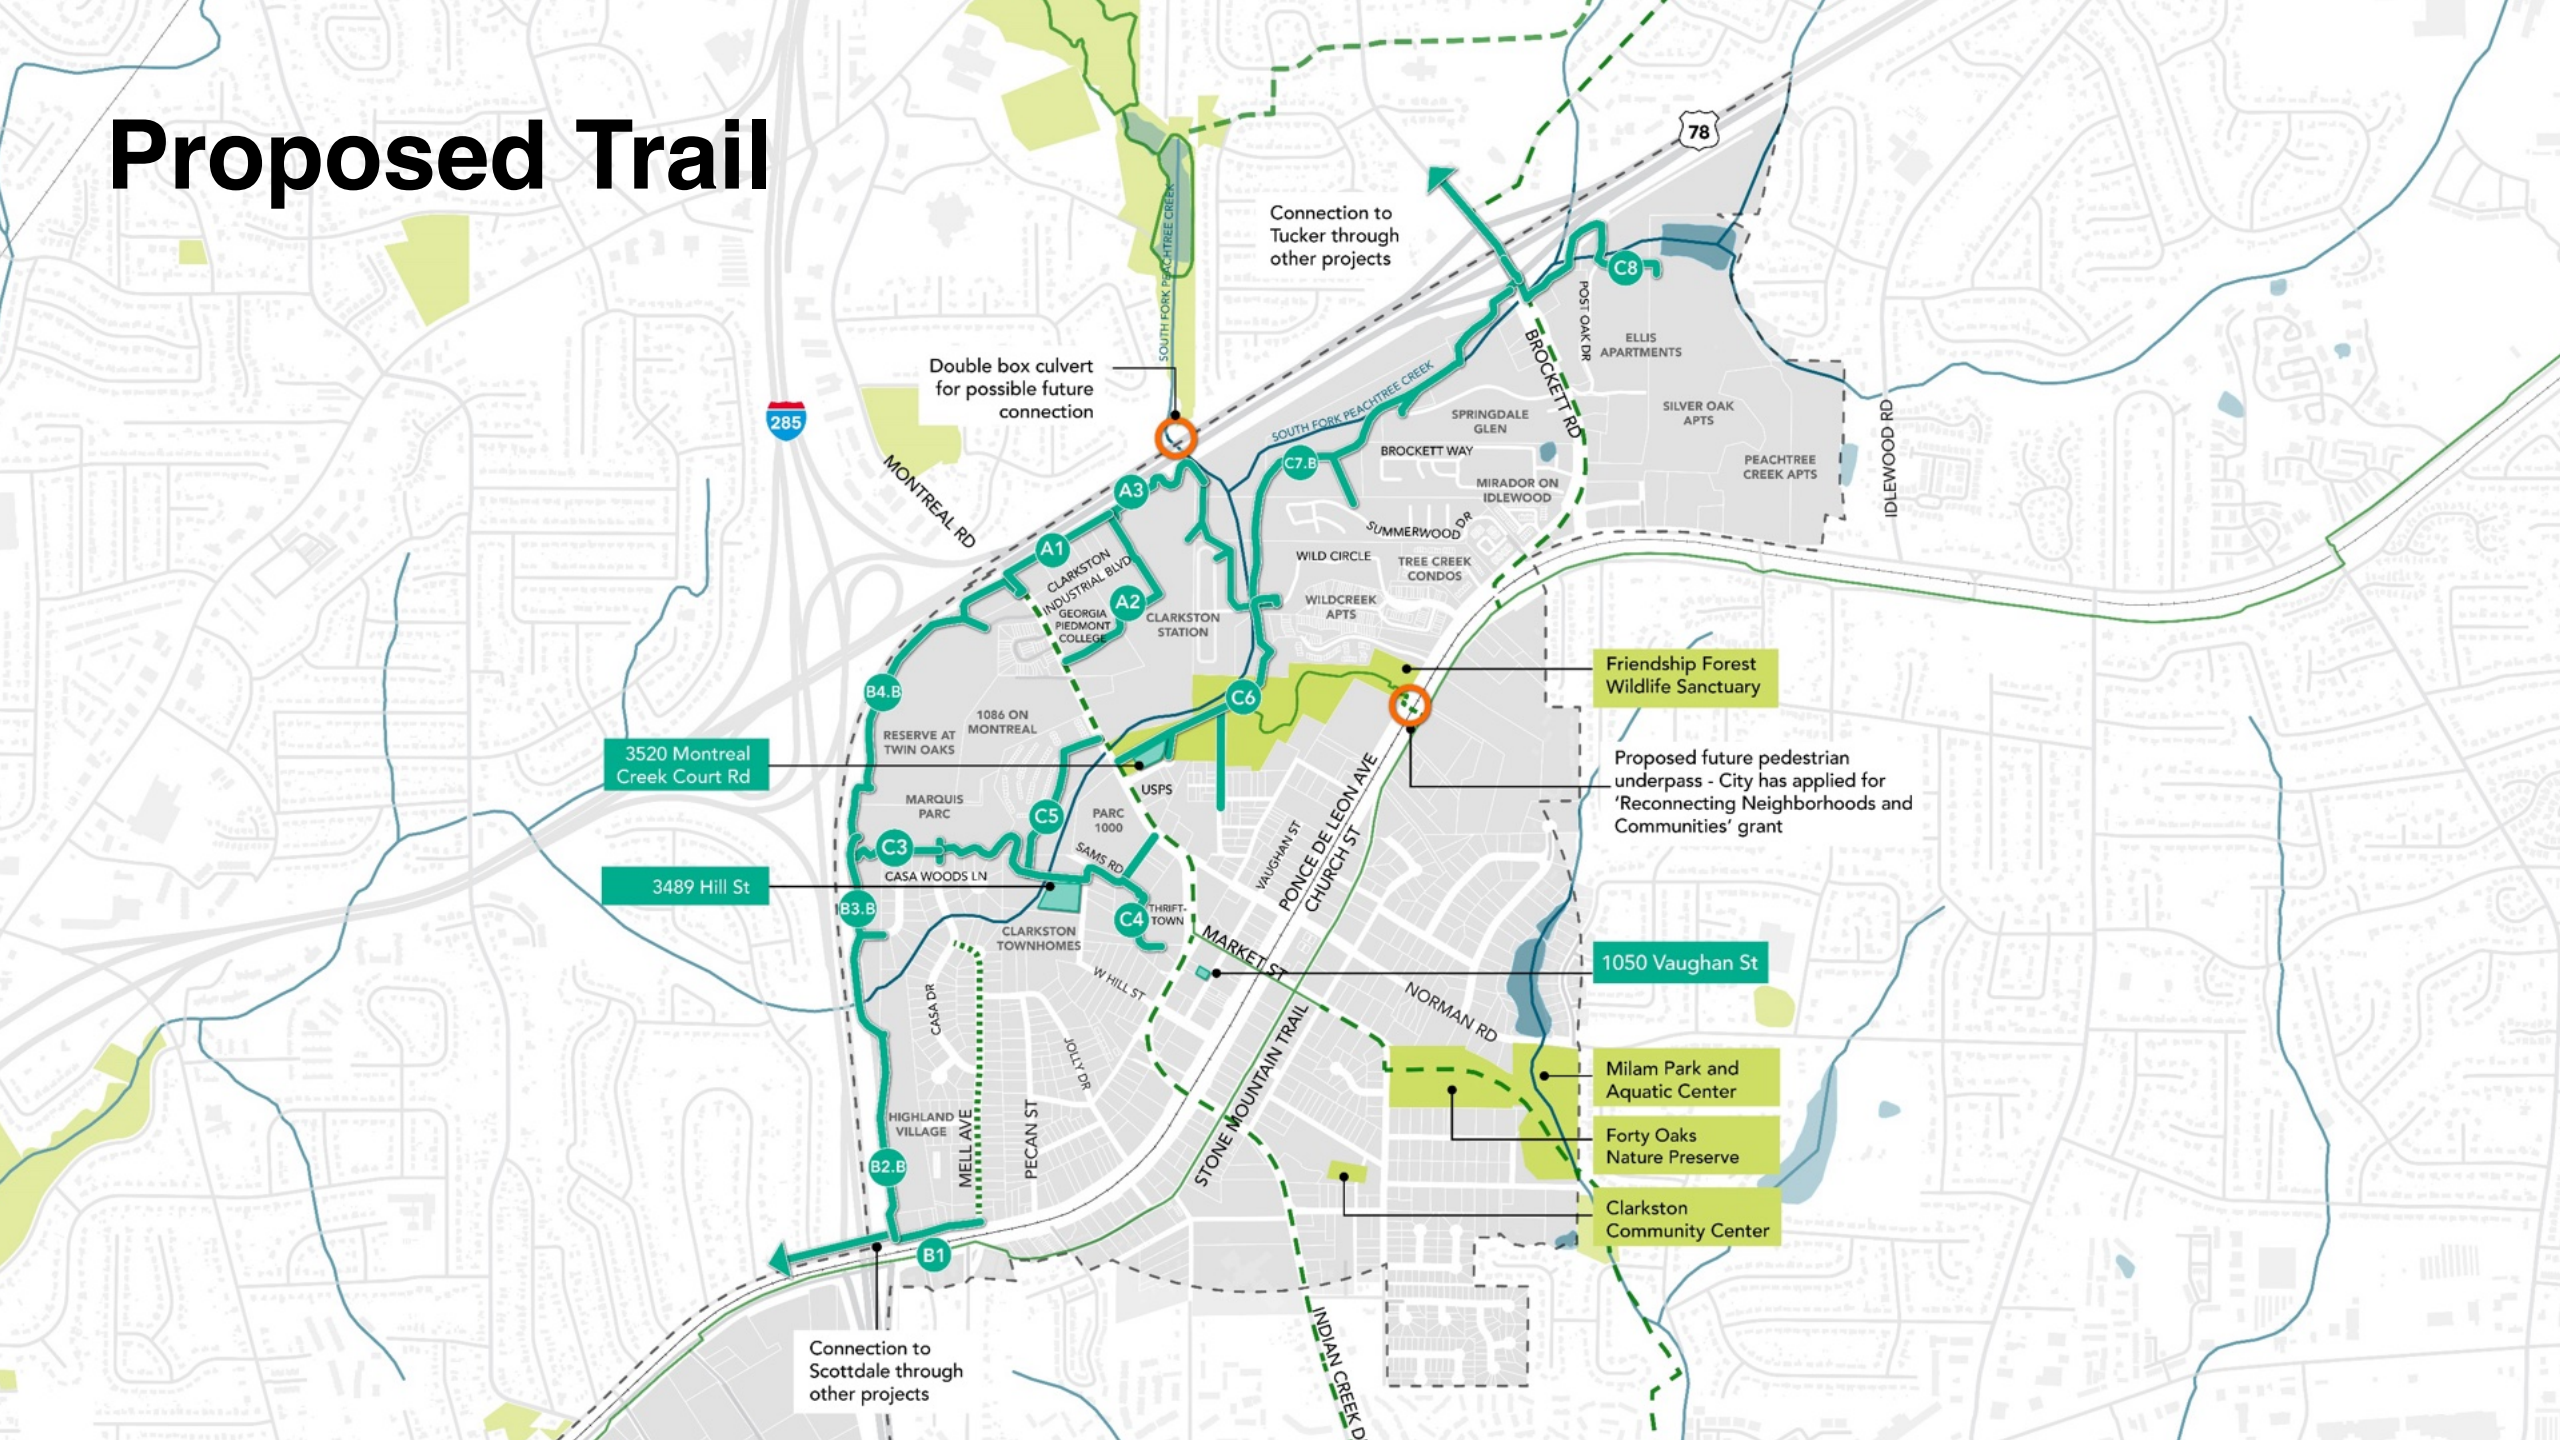 Proposed Trail
78
Connection to
Tucker through
other projects
SOUTH FORK PEACHTREE CREEK
C8
POST OAK DR
BROCKETT RD
ELLIS
APARTMENTS
Double box culvert
for possible future
connection
SOUTH FORK PEACHTREE CREEK
SPRINGDALE
GLEN
SILVER OAK
APTS
IDLEWOOD RD
285
MONTREAL RD
BROCKETT WAY
C7.B
PEACHTREE
CREEK APTS
A3
MIRADOR ON
IDLEWOOD
SUMMERWOOD DR
A1
CLARKSTON
INDUSTRIAL BLVD
WILD CIRCLE
TREE CREEK
CONDOS
A2
GEORGIA
PIEDMONT
COLLEGE
CLARKSTON
STATION
WILDCREEK
APTS
Friendship Forest
Wildlife Sanctuary
B4.B
C6
1086 ON
MONTREAL
RESERVE AT
TWIN OAKS
3520 Montreal
Creek Court Rd
USPS
Proposed future pedestrian
underpass - City has applied for
‘Reconnecting Neighborhoods and
Communities’ grant
MARQUIS
PARC
C5
PARC
1000
VAUGHAN ST
PONCE DE LEON AVE
CHURCH ST
C3
SAMS RD
CASA WOODS LN
3489 Hill St
B3.B
C4
THRIFT-
TOWN
CLARKSTON
TOWNHOMES
MARKET ST
1050 Vaughan St
W HILL ST
CASA DR
NORMAN RD
JOLLY DR
STONE MOUNTAIN TRAIL
Milam Park and
Aquatic Center
HIGHLAND
VILLAGE
MELL AVE
PECAN ST
Forty Oaks
Nature Preserve
B2.B
Clarkston
Community Center
B1
Connection to
Scottdale through
other projects
INDIAN CREEK D